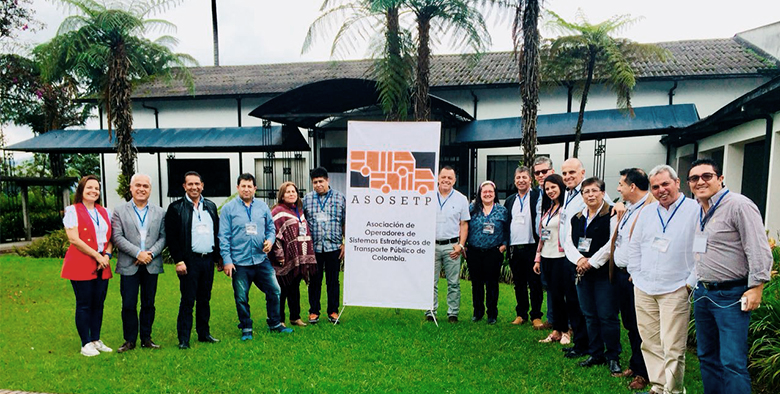 ASOSETP
Asociación de
Operadores de
Sistemas Estratégicos de
Transporte Público de
Colombia.